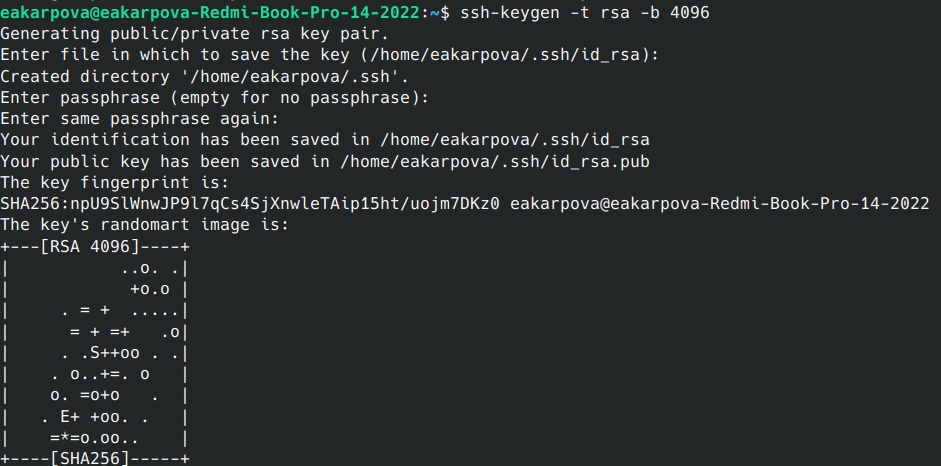 eakarpova@eakarpova-Redmi-Book-Pro-14-2022:~$ ssh-keygen -t rsa -b 4096
Generating public/private rsa key pair.
Enter file in which to save the key (/home/eakarpova/.ssh/id_rsa):
Created directory '/home/eakarpova/.ssh'.
Enter passphrase (empty for no passphrase):
Enter same passphrase again:
Your identification has been saved in /home/eakarpova/.ssh/id_rsa
Your public key has been saved in /home/eakarpova/.ssh/id_rsa.pub
The key fingerprint is:
SHA256:npU9SlWnwJP9l7qCs4SjXnwleTAip15ht/uojm7DKz0 eakarpova@eakarpova-Redmi-Book-Pro-14-2022
The key's randomart image is:
+---[RSA 4096]----+
|            ..o. .|
|             +o.o |
|      . = +  .....|
|       = + =+   .o|
|      . .S++oo . .|
|     . o..+=. o   |
|     o. =o+o   .  |
|    . E+ +oo. .   |
|     =*=o.oo..    |
+----[SHA256]-----+